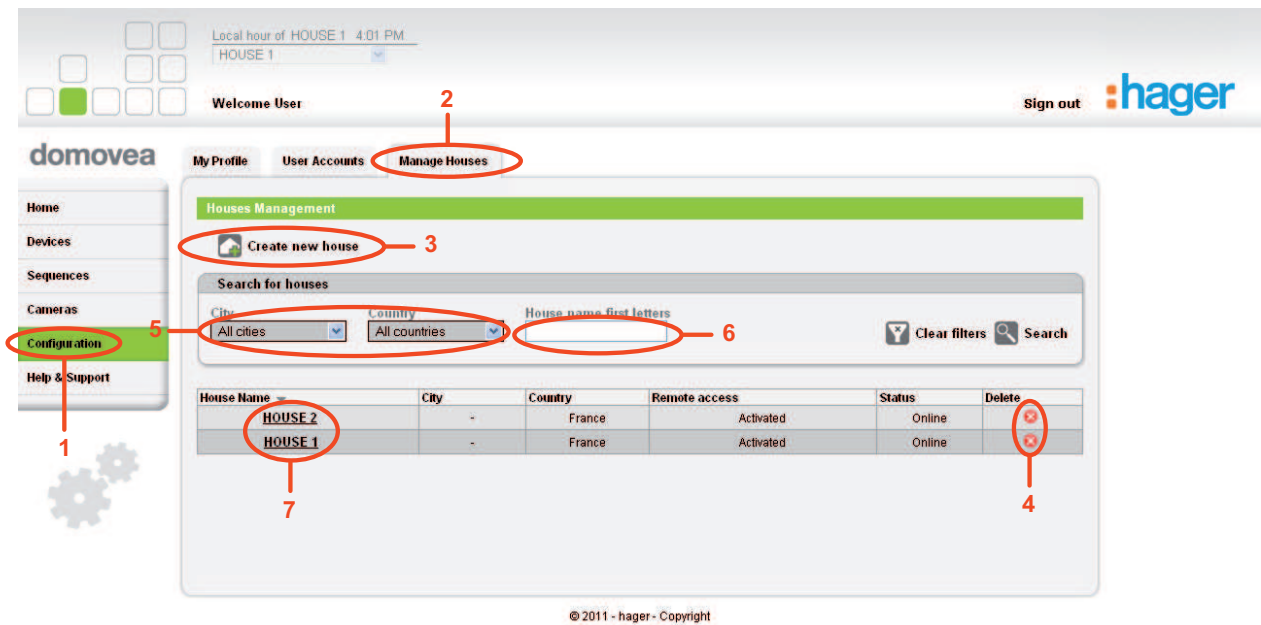 Local hour of HOUSE 1 4:01 PM
HOUSE 1
Welcome User
2
Sign out
hager
domovea
My Profile
User Accounts
Manage Houses
Home
Devices
Sequences
Cameras
Configuration
Help & Support
1
Houses Management
Create new house
3
Search for houses
City
Country
House name first letters
5
All cities
All countries
6
Clear filters
Search
House Name
City
Country
Remote access
Status
Delete
HOUSE 2 - France Activated Online
HOUSE 1 - France Activated Online
7
4
© 2011 - hager - Copyright